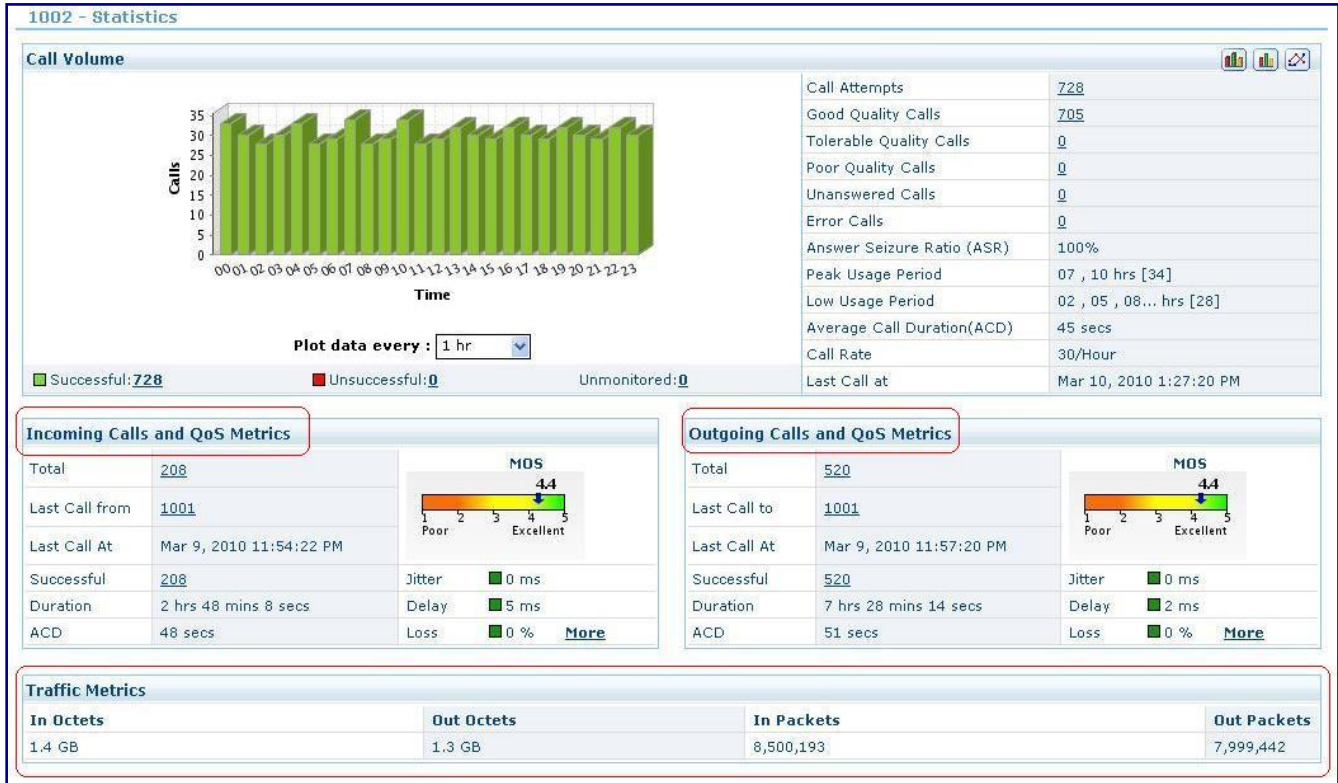 1002 - Statistics
Call Volume
35
30
25
20
15
10
5
0
Calls
00 01 02 03 04 05 06 07 08 09 10 11 12 13 14 15 16 17 18 19 20 21 22 23
Time
Plot data every : 1 hr
Successful:728 Unsuccessful:0 Unmonitored:0
Call Attempts 728
Good Quality Calls 705
Tolerable Quality Calls 0
Poor Quality Calls 0
Unanswered Calls 0
Error Calls 0
Answer Seizure Ratio (ASR) 100%
Peak Usage Period 07 , 10 hrs [34]
Low Usage Period 02 , 05 , 08... hrs [28]
Average Call Duration(ACD) 45 secs
Call Rate 30/Hour
Last Call at Mar 10, 2010 1:27:20 PM
Incoming Calls and QoS Metrics
Total 208
Last Call from 1001
Last Call At Mar 9, 2010 11:54:22 PM
MOS
4.4
1 2 3 4 5
Poor Excellent
Successful 208 Jitter 0 ms
Duration 2 hrs 48 mins 8 secs Delay 5 ms
ACD 48 secs Loss 0 % More
Outgoing Calls and QoS Metrics
Total 520
Last Call to 1001
Last Call At Mar 9, 2010 11:57:20 PM
MOS
4.4
1 2 3 4 5
Poor Excellent
Successful 520 Jitter 0 ms
Duration 7 hrs 28 mins 14 secs Delay 2 ms
ACD 51 secs Loss 0 % More
Traffic Metrics
In Octets Out Octets In Packets Out Packets
1.4 GB 1.3 GB 8,500,193 7,999,442